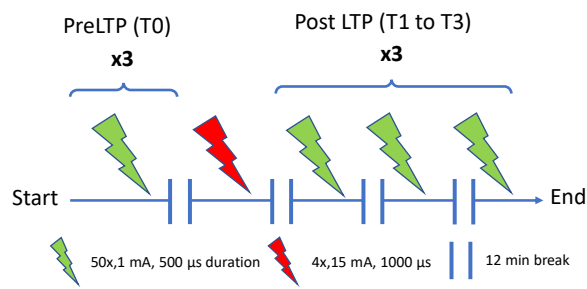 PreLTP (T0)
x3
Post LTP (T1 to T3)
x3
Start
End
50x,1 mA, 500 µs duration
4x,15 mA, 1000 µs
12 min break